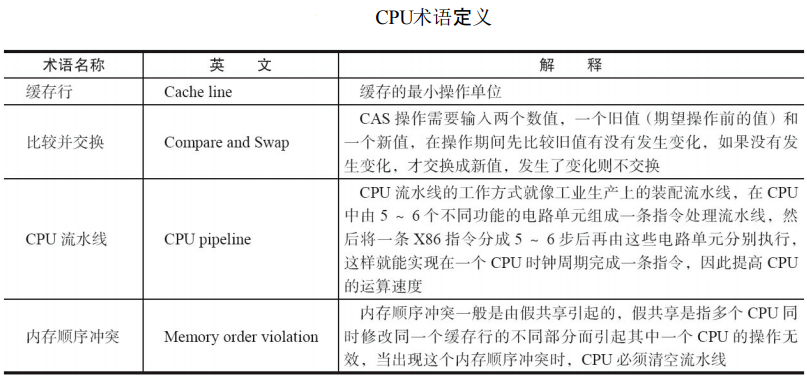 CPU术语定义
术语名称 英 文 解 释
缓存行 Cache line 缓存的最小操作单位
CAS 操作需要输入两个数值，一个旧值（期望操作前的值）和
比较并交换 Compare and Swap 一个新值，在操作期间先比较旧值有没有发生变化，如果没有发
生变化，才交换成新值，发生了变化则不交换
CPU 流水线的工作方式就像工业生产上的装配流水线，在 CPU
中由 5 ～ 6 个不同功能的电路单元组成一条指令处理流水线，然
CPU 流水线 CPU pipeline 后将一条 X86 指令分成 5 ～ 6 步后再由这些电路单元分别执行，
这样就能实现在一个 CPU 时钟周期完成一条指令，因此提高 CPU
的运算速度
内存顺序冲突一般是由假共享引起的，假共享是指多个 CPU 同
内存顺序冲突 Memory order violation 时修改同一个缓存行的不同部分而引起其中一个 CPU 的操作无
效，当出现这个内存顺序冲突时，CPU 必须清空流水线